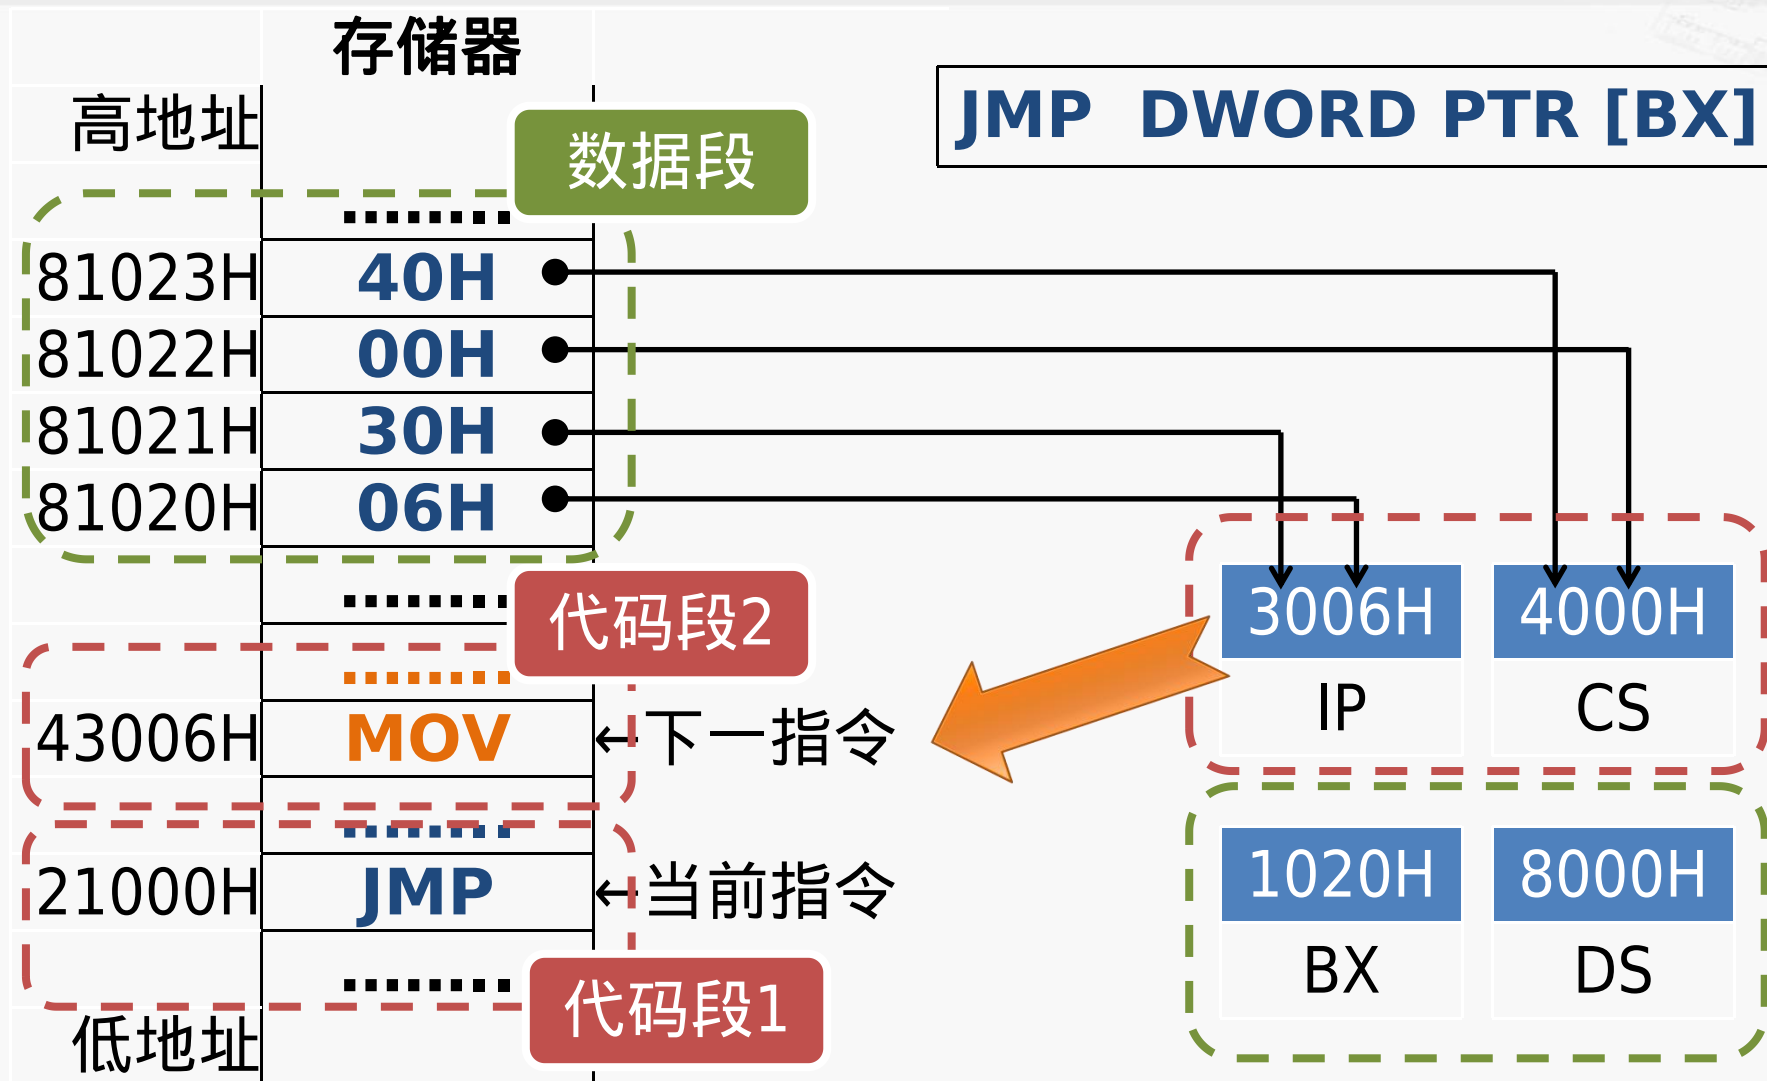 存储器
高地址
JMP DWORD PTR [BX]
数据段
........
81023H 40H
81022H 00H
81021H 30H
81020H 06H
........
代码段2
........
43006H MOV ←下一指令
........
21000H JMP ←当前指令
........
代码段1
低地址
3006H 4000H
IP CS
1020H 8000H
BX DS